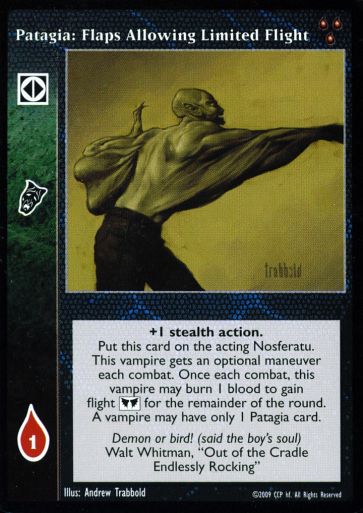 Patagia: Flaps Allowing Limited Flight
trabbold
+1 stealth action.
Put this card on the acting Nosferatu.
This vampire gets an optional maneuver
each combat. Once each combat, this
vampire may burn 1 blood to gain
flight for the remainder of the round.
A vampire may have only 1 Patagia card.
Demon or bird! (said the boy's soul)
Walt Whitman, "Out of the Cradle
Endlessly Rocking"
1
Illus: Andrew Trabbold
©2009 CCP hf. All Rights Reserved